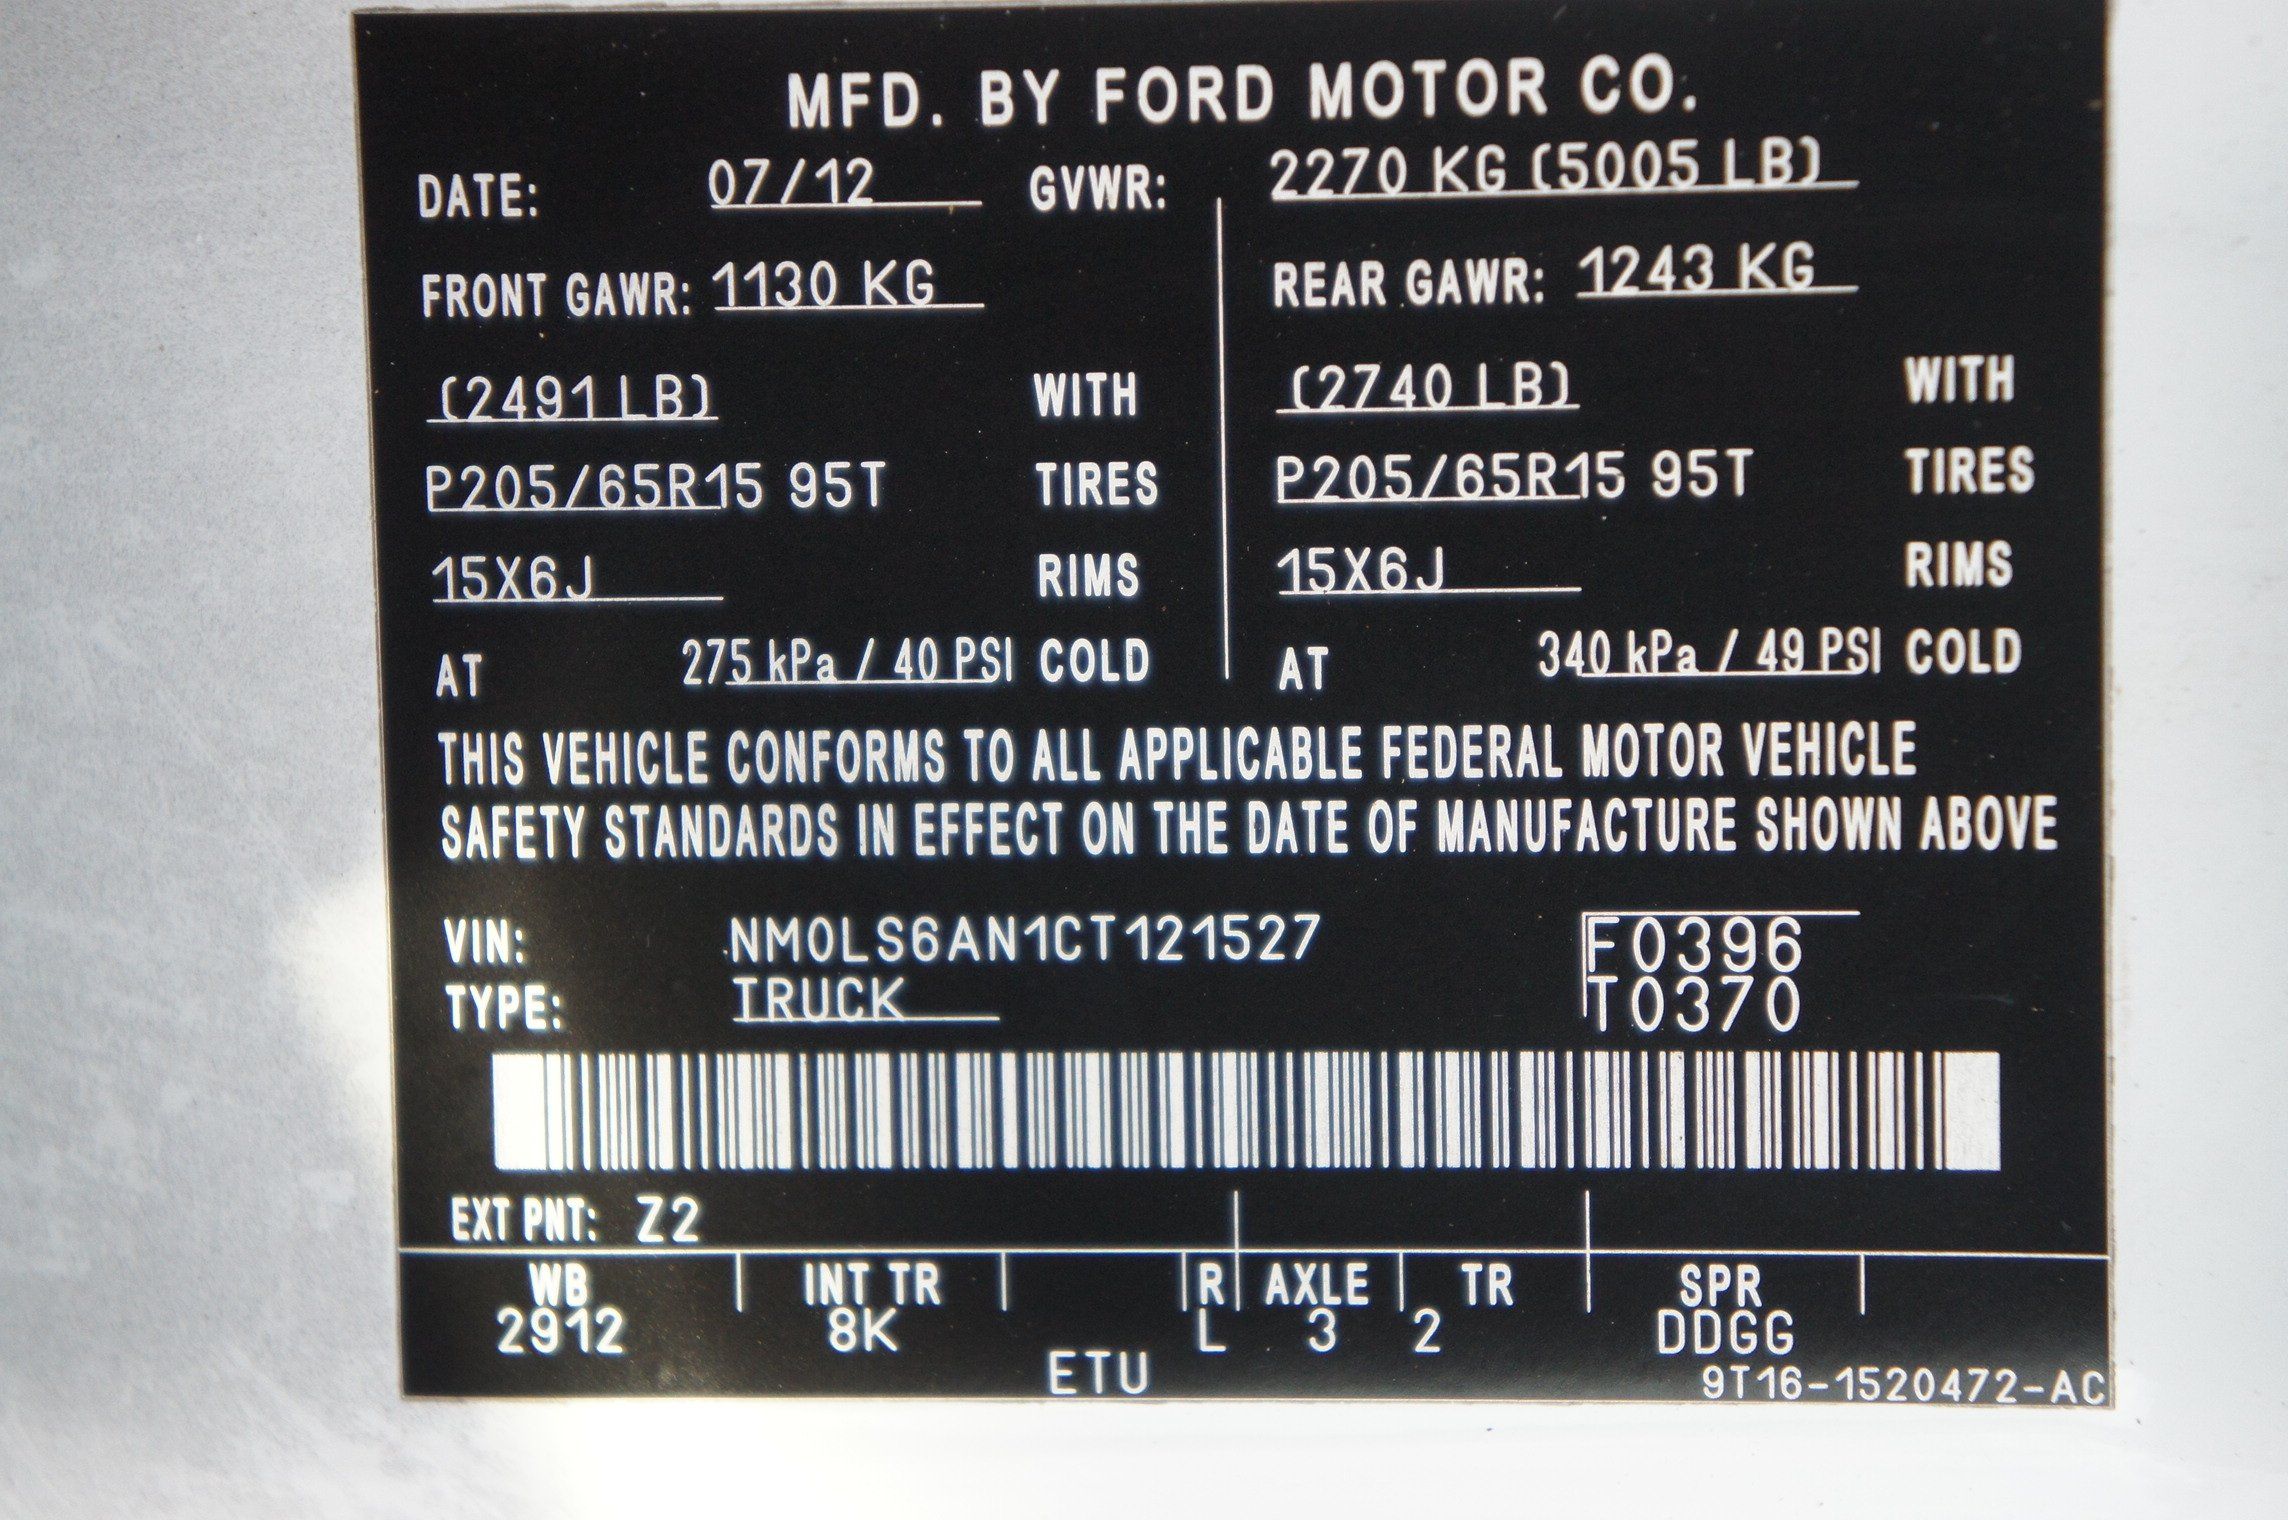 MFD. BY FORD MOTOR CO.
DATE: 07/12 GVWR: 2270 KG (5005 LB)
FRONT GAWR: 1130 KG REAR GAWR: 1243 KG
(2491 LB) WITH (2740 LB) WITH
P205/65R15 95T TIRES P205/65R15 95T TIRES
15X6J RIMS 15X6J RIMS
AT 275 kPa / 40 PSI COLD AT 340 kPa / 49 PSI COLD
THIS VEHICLE CONFORMS TO ALL APPLICABLE FEDERAL MOTOR VEHICLE
SAFETY STANDARDS IN EFFECT ON THE DATE OF MANUFACTURE SHOWN ABOVE
VIN: NM0LS6AN1CT121527 F0396
TYPE: TRUCK T0370
EXT PNT: Z2
WB INT TR R AXLE TR SPR
2912 8K L 3 2 DDGG
ETU 9T16-1520472-AC